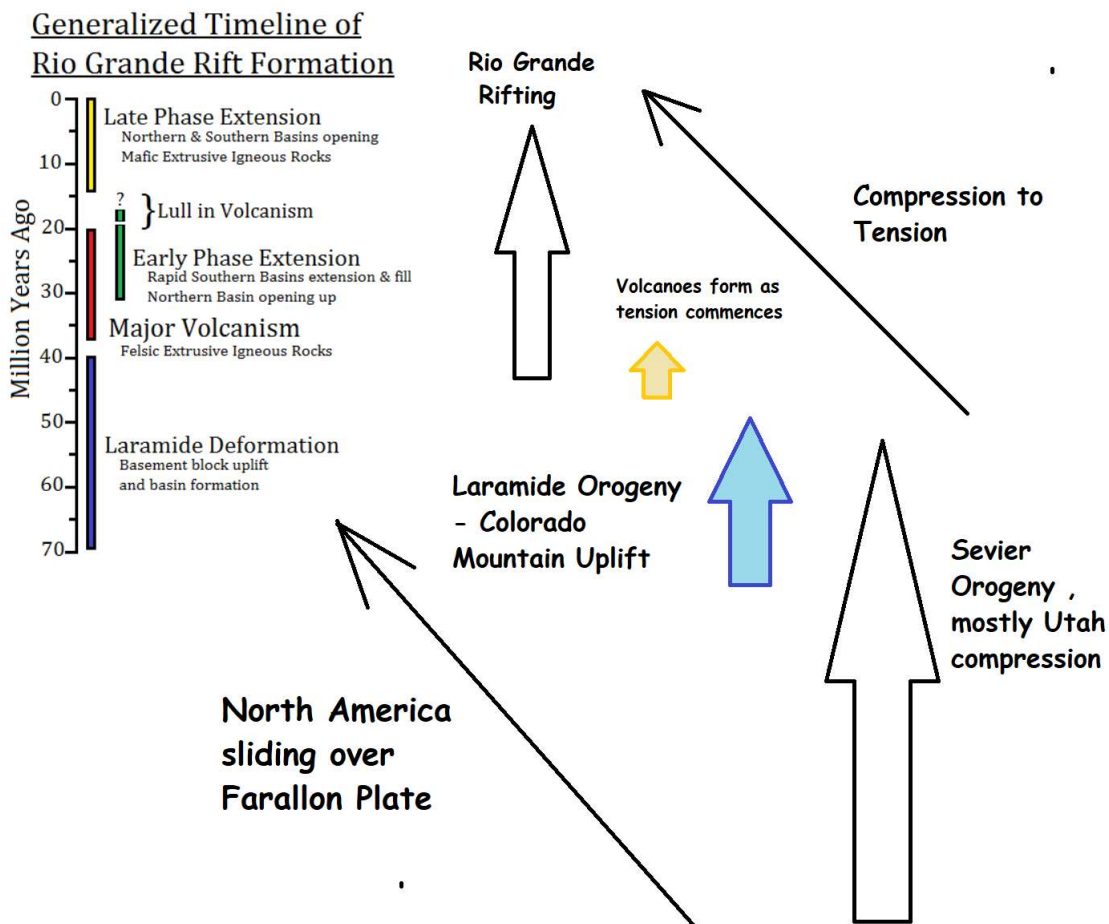 Generalized Timeline of
Rio Grande Rift Formation
Million Years Ago
0
10
20
30
40
50
60
70
Late Phase Extension
Northern & Southern Basins opening
Mafic Extrusive Igneous Rocks
?
}Lull in Volcanism
Early Phase Extension
Rapid Southern Basins extension & fill
Northern Basin opening up
Major Volcanism
Felsic Extrusive Igneous Rocks
Laramide Deformation
Basement block uplift
and basin formation
Rio Grande
Rifting
Compression to
Tension
Volcanoes form as
tension commences
Laramide Orogeny
- Colorado
Mountain Uplift
Sevier
Orogeny ,
mostly Utah
compression
North America
sliding over
Farallon Plate